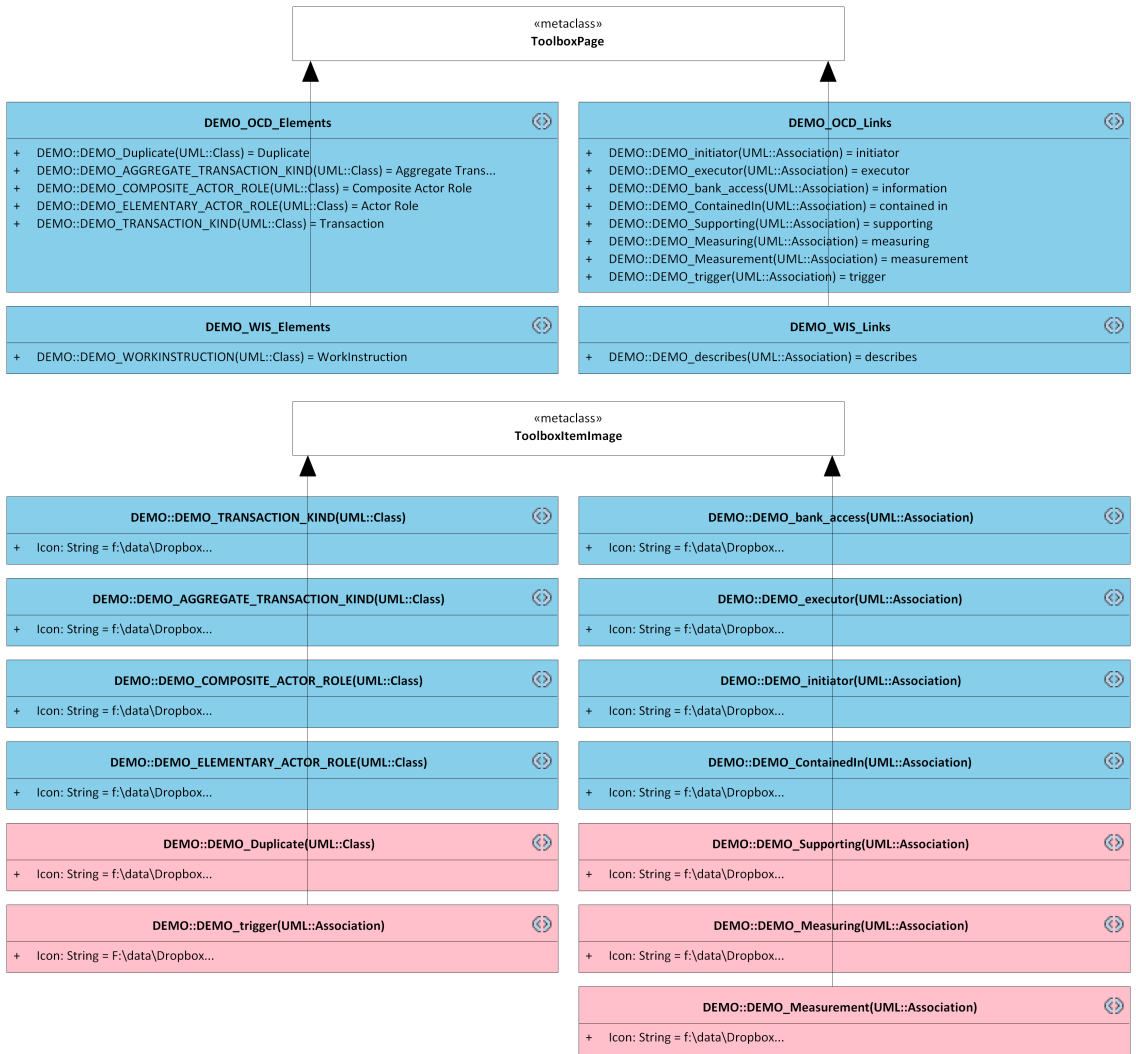 «metaclass»
ToolboxPage
DEMO_OCD_Elements
+ DEMO::DEMO_Duplicate(UML::Class) = Duplicate
+ DEMO::DEMO_AGGREGATE_TRANSACTION_KIND(UML::Class) = Aggregate Trans...
+ DEMO::DEMO_COMPOSITE_ACTOR_ROLE(UML::Class) = Composite Actor Role
+ DEMO::DEMO_ELEMENTARY_ACTOR_ROLE(UML::Class) = Actor Role
+ DEMO::DEMO_TRANSACTION_KIND(UML::Class) = Transaction
DEMO_OCD_Links
+ DEMO::DEMO_initiator(UML::Association) = initiator
+ DEMO::DEMO_executor(UML::Association) = executor
+ DEMO::DEMO_bank_access(UML::Association) = information
+ DEMO::DEMO_ContainedIn(UML::Association) = contained in
+ DEMO::DEMO_Supporting(UML::Association) = supporting
+ DEMO::DEMO_Measuring(UML::Association) = measuring
+ DEMO::DEMO_Measurement(UML::Association) = measurement
+ DEMO::DEMO_trigger(UML::Association) = trigger
DEMO_WIS_Elements
+ DEMO::DEMO_WORKINSTRUCTION(UML::Class) = WorkInstruction
DEMO_WIS_Links
+ DEMO::DEMO_describes(UML::Association) = describes
«metaclass»
ToolboxItemImage
DEMO::DEMO_TRANSACTION_KIND(UML::Class)
+ Icon: String = f:\data\Dropbox...
DEMO::DEMO_bank_access(UML::Association)
+ Icon: String = f:\data\Dropbox...
DEMO::DEMO_AGGREGATE_TRANSACTION_KIND(UML::Class)
+ Icon: String = f:\data\Dropbox...
DEMO::DEMO_executor(UML::Association)
+ Icon: String = f:\data\Dropbox...
DEMO::DEMO_COMPOSITE_ACTOR_ROLE(UML::Class)
+ Icon: String = f:\data\Dropbox...
DEMO::DEMO_initiator(UML::Association)
+ Icon: String = f:\data\Dropbox...
DEMO::DEMO_ELEMENTARY_ACTOR_ROLE(UML::Class)
+ Icon: String = f:\data\Dropbox...
DEMO::DEMO_ContainedIn(UML::Association)
+ Icon: String = f:\data\Dropbox...
DEMO::DEMO_Duplicate(UML::Class)
+ Icon: String = f:\data\Dropbox...
DEMO::DEMO_Supporting(UML::Association)
+ Icon: String = f:\data\Dropbox...
DEMO::DEMO_trigger(UML::Association)
+ Icon: String = F:\data\Dropbox...
DEMO::DEMO_Measuring(UML::Association)
+ Icon: String = f:\data\Dropbox...
DEMO::DEMO_Measurement(UML::Association)
+ Icon: String = f:\data\Dropbox...